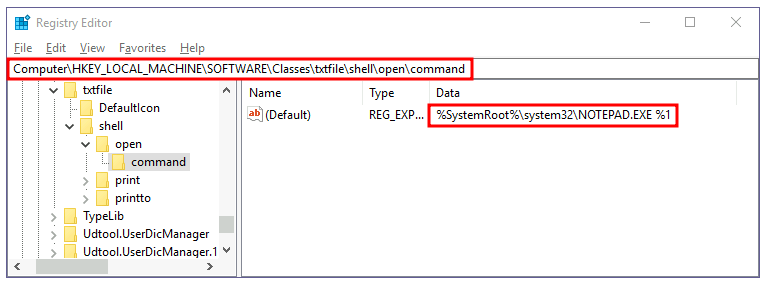 Registry Editor
File Edit View Favorites Help
Computer\HKEY_LOCAL_MACHINE\SOFTWARE\Classes\txtfile\shell\open\command
txtfile
DefaultIcon
shell
open
command
print
printto
TypeLib
Udtool.UserDicManager
Udtool.UserDicManager.1
Name Type Data
ab (Default) REG_EXP... %SystemRoot%\system32\NOTEPAD.EXE %1